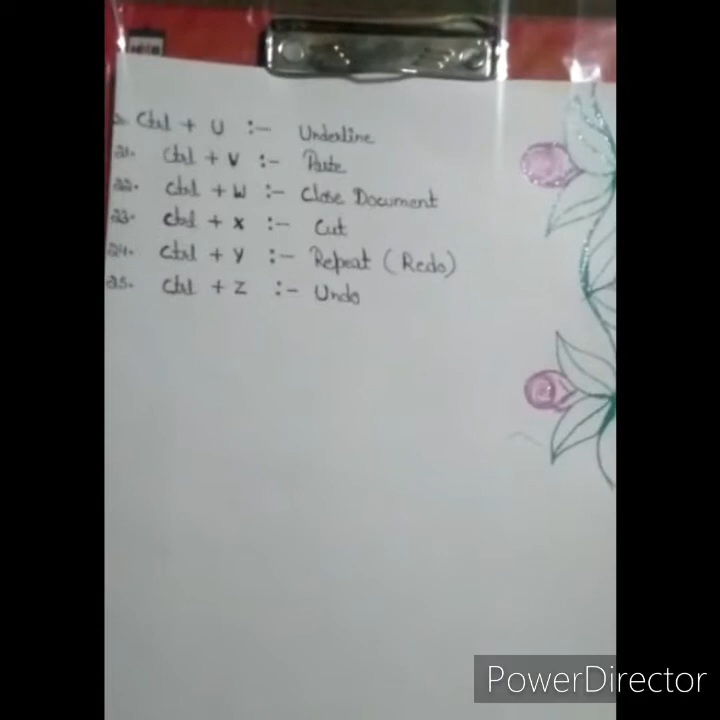 Ctrl + U :- Underline
21. Ctrl + V :- Paste
22. Ctrl + W :- Close Document
23. Ctrl + X :- Cut
24. Ctrl + Y :- Repeat (Redo)
25. Ctrl + Z :- Undo
PowerDirector